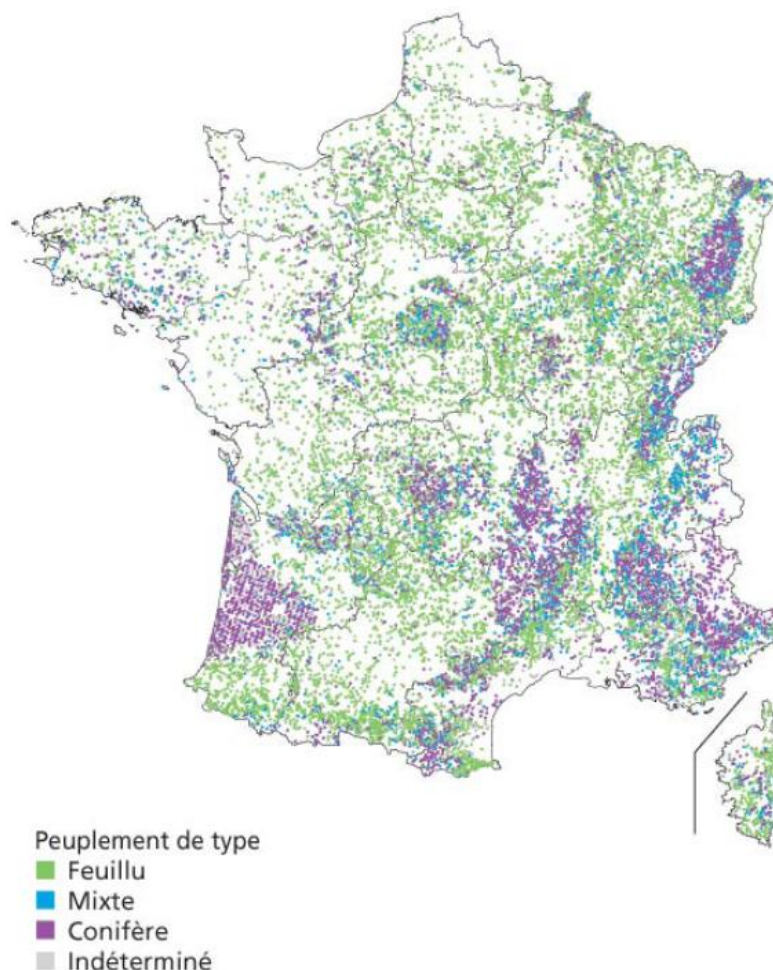 Peuplement de type
Feuillu
Mixte
Conifère
Indéterminé